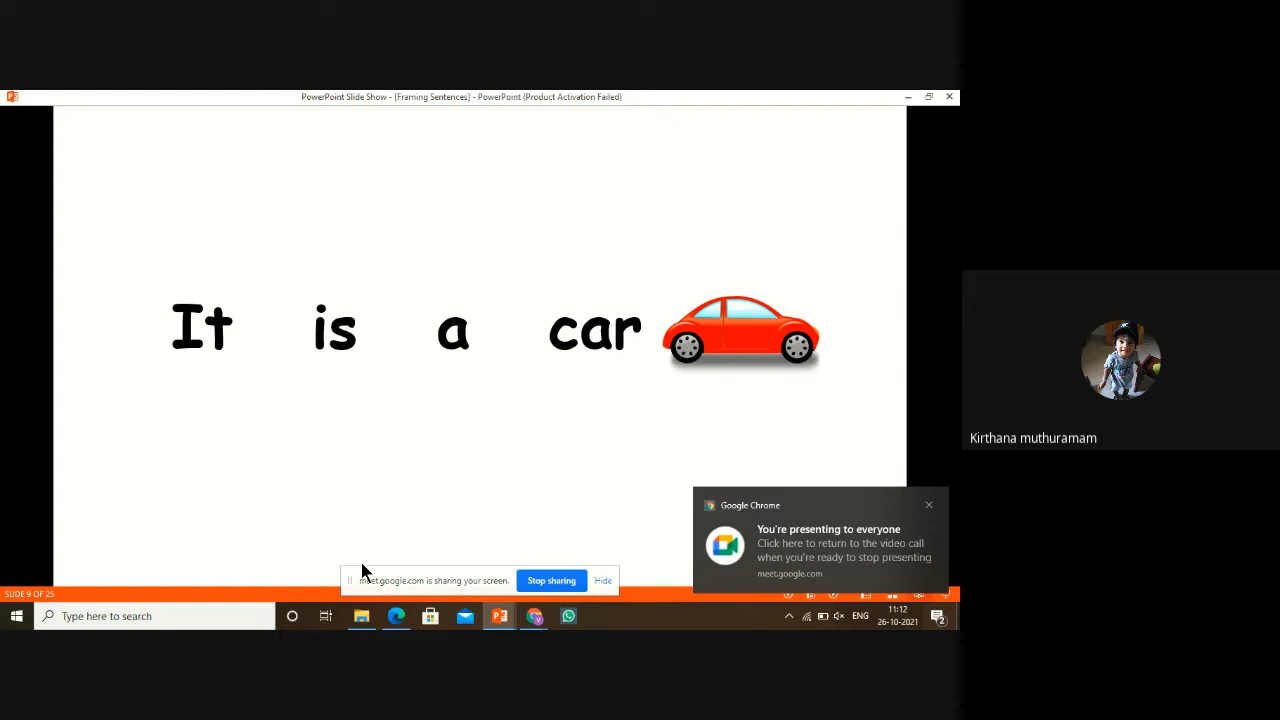 PowerPoint Slide Show - [Framing Sentences] - PowerPoint (Product Activation Failed)
It is a car
Kirthana muthuramam
Google Chrome
You're presenting to everyone
Click here to return to the video call
when you're ready to stop presenting
meet.google.com
meet.google.com is sharing your screen.
Stop sharing
Hide
SLIDE 9 OF 25
Type here to search
ENG
11:12
26-10-2021
2